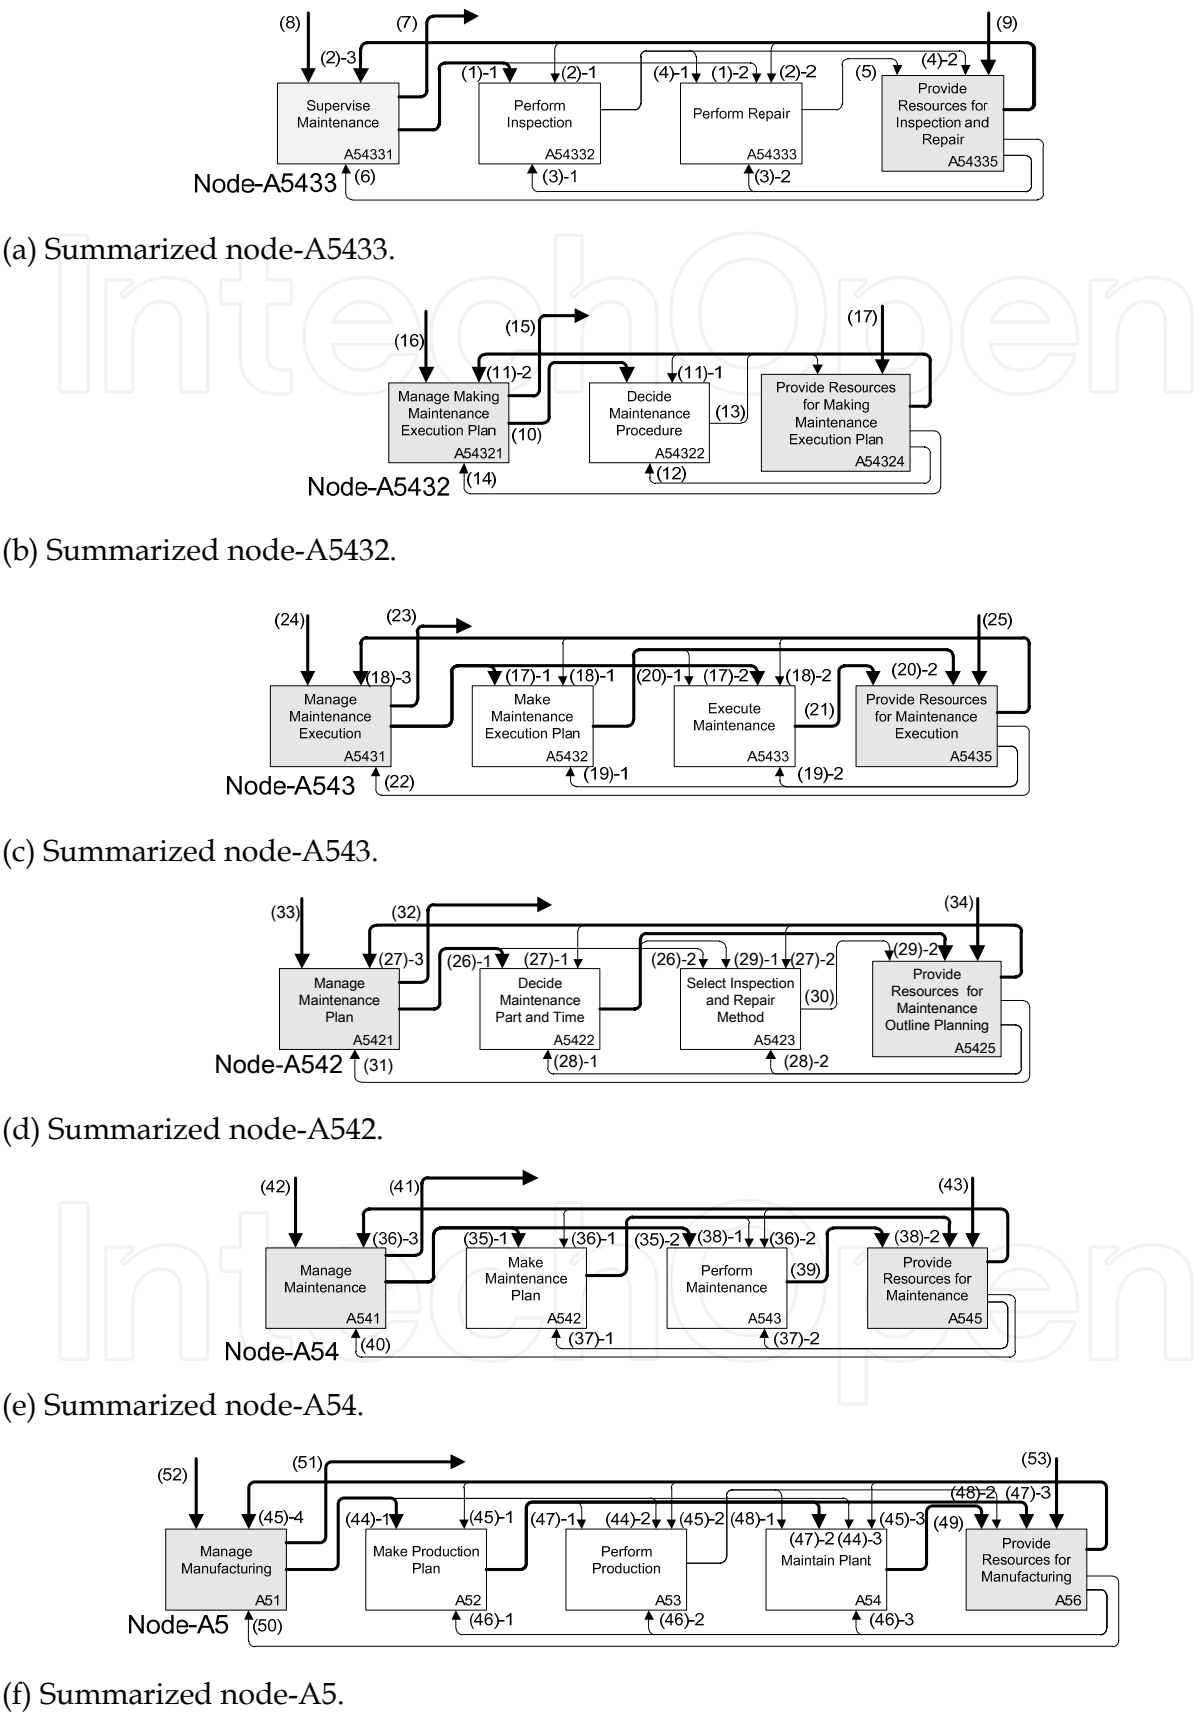 (8)
(7)
(9)
(2)-3
(1)-1
(2)-1
(4)-1
(1)-2
(2)-2
(5)
(4)-2
Supervise
Maintenance
A54331
Perform
Inspection
A54332
Perform Repair
A54333
Provide
Resources for
Inspection and
Repair
A54335
(6)
(3)-1
(3)-2
Node-A5433
(a) Summarized node-A5433.
IntechOpen
(16)
(15)
(17)
(11)-2
(11)-1
Manage Making
Maintenance
Execution Plan
A54321
(10)
Decide
Maintenance
Procedure
A54322
(13)
Provide Resources
for Making
Maintenance
Execution Plan
A54324
(14)
(12)
Node-A5432
(b) Summarized node-A5432.
(24)
(23)
(25)
(18)-3
(17)-1
(18)-1
(20)-1
(17)-2
(18)-2
(20)-2
Manage
Maintenance
Execution
A5431
Make
Maintenance
Execution Plan
A5432
Execute
Maintenance
A5433
(21)
Provide Resources
for Maintenance
Execution
A5435
(22)
(19)-1
(19)-2
Node-A543
(c) Summarized node-A543.
(33)
(32)
(34)
(27)-3
(26)-1
(27)-1
(26)-2
(29)-1
(27)-2
(29)-2
Manage
Maintenance
Plan
A5421
Decide
Maintenance
Part and Time
A5422
Select Inspection
and Repair
Method
A5423
(30)
Provide
Resources for
Maintenance
Outline Planning
A5425
(31)
(28)-1
(28)-2
Node-A542
(d) Summarized node-A542.
(42)
(41)
(43)
(36)-3
(35)-1
(36)-1
(35)-2
(38)-1
(36)-2
(38)-2
Manage
Maintenance
A541
Make
Maintenance
Plan
A542
Perform
Maintenance
A543
(39)
Provide
Resources for
Maintenance
A545
(40)
(37)-1
(37)-2
Node-A54
IntechOpen
(e) Summarized node-A54.
(52)
(51)
(53)
(45)-4
(44)-1
(45)-1
(47)-1
(44)-2
(45)-2
(48)-1
(47)-2
(44)-3
(45)-3
(49)
(48)-2
(47)-3
Manage
Manufacturing
A51
Make Production
Plan
A52
Perform
Production
A53
Maintain Plant
A54
Provide
Resources for
Manufacturing
A56
(50)
(46)-1
(46)-2
(46)-3
Node-A5
(f) Summarized node-A5.